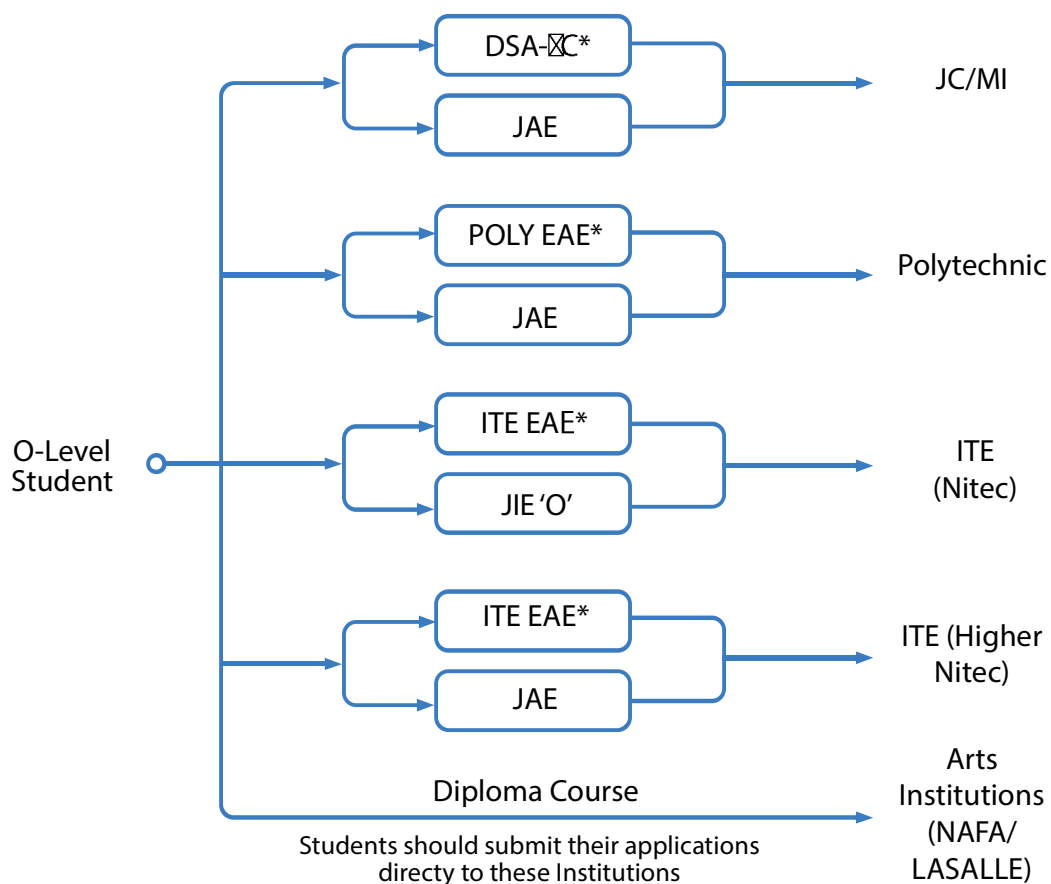 DSA-
JAE
JC/MI
POLY EAE*
JAE
Polytechnic
O-Level
Student
ITE EAE*
JIE ‘O’
ITE
(Nitec)
ITE EAE*
JAE
ITE (Higher
Nitec)
Diploma Course
Students should submit their applications
directy to these Institutions
Arts
Institutions
(NAFA/
LASALLE)